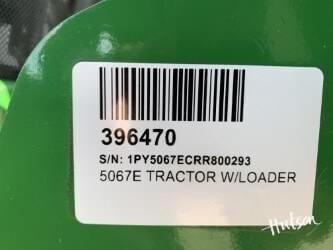 396470
S/N: 1PY5067ECRR800293
5067E TRACTOR W/LOADER
Hutson